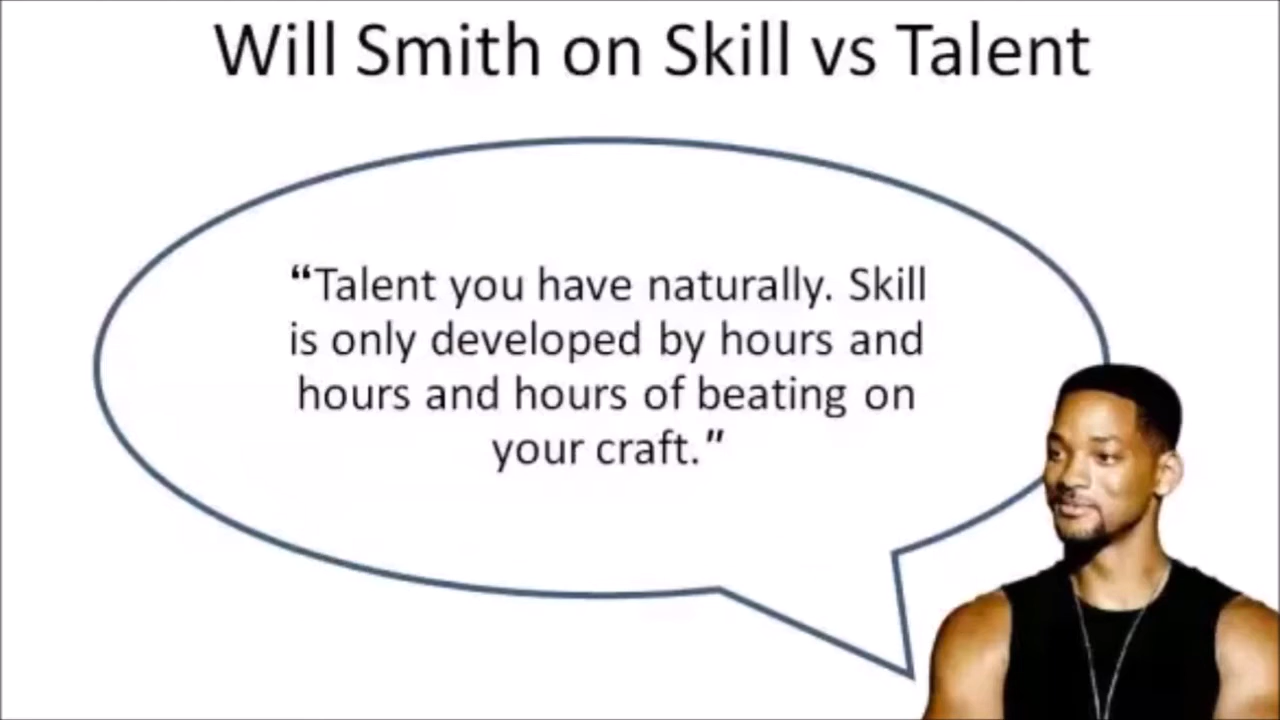 Will Smith on Skill vs Talent
“Talent you have naturally. Skill
is only developed by hours and
hours and hours of beating on
your craft."